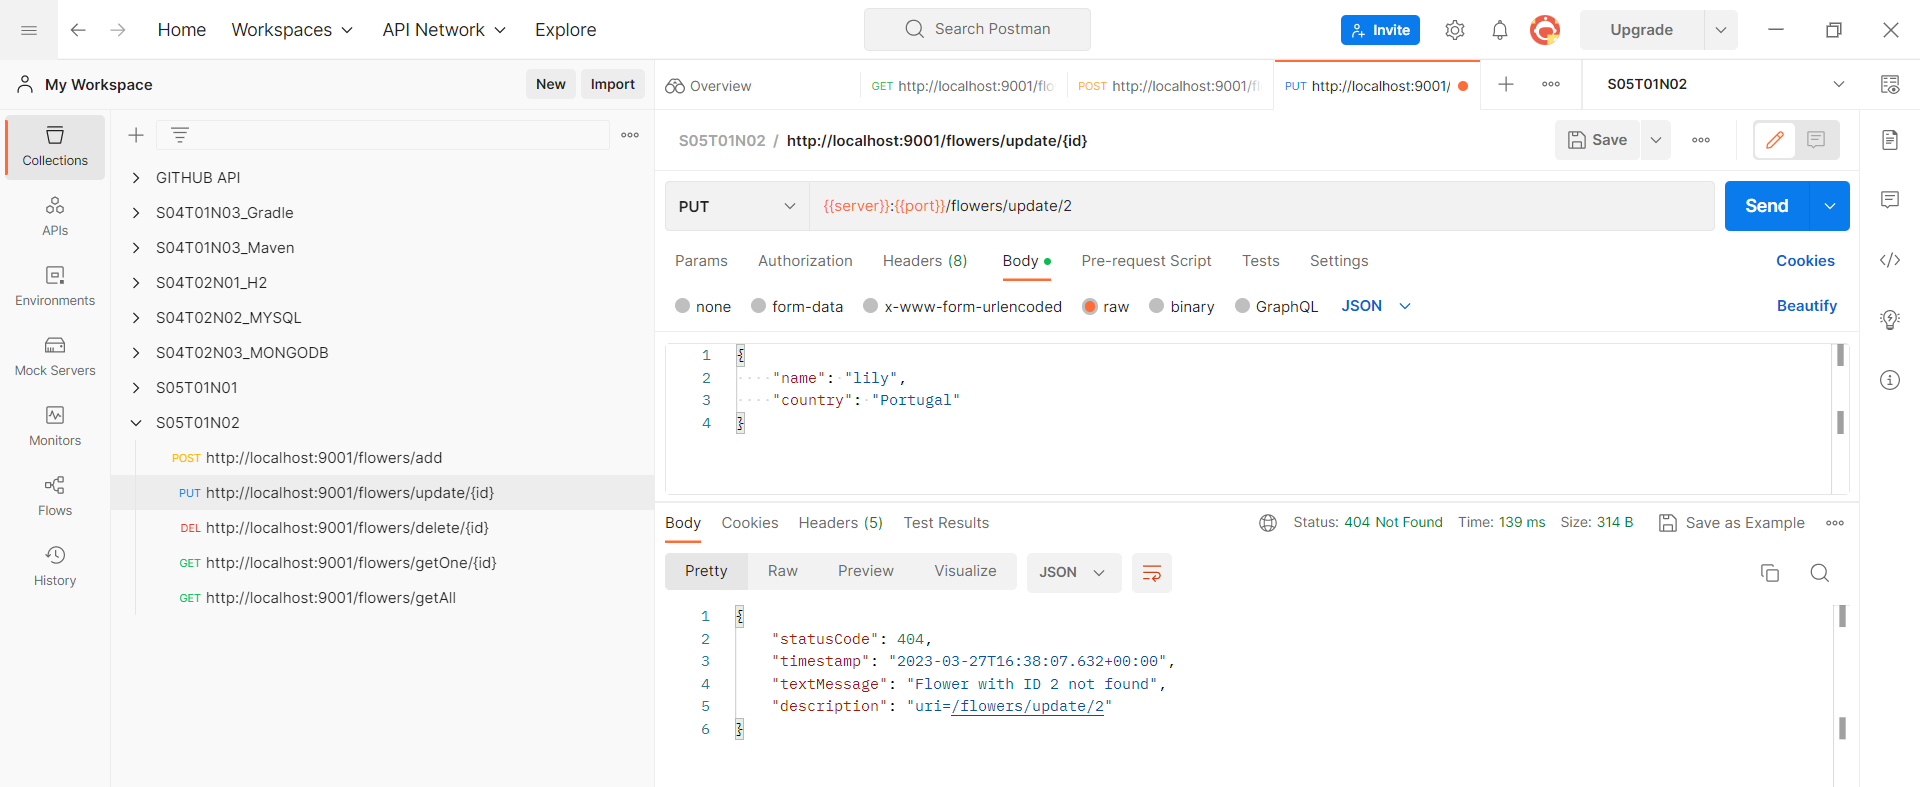 Home Workspaces API Network Explore Search Postman Invite Upgrade
My Workspace New Import
Overview GET http://localhost:9001/flo POST http://localhost:9001/fl PUT http://localhost:9001/ S05T01N02
Collections
APIs
Environments
Mock Servers
Monitors
Flows
History
GITHUB API
S04T01N03_Gradle
S04T01N03_Maven
S04T02N01_H2
S04T02N02_MYSQL
S04T02N03_MONGODB
S05T01N01
S05T01N02
POST http://localhost:9001/flowers/add
PUT http://localhost:9001/flowers/update/{id}
DEL http://localhost:9001/flowers/delete/{id}
GET http://localhost:9001/flowers/getOne/{id}
GET http://localhost:9001/flowers/getAll
S05T01N02 / http://localhost:9001/flowers/update/{id} Save
PUT {{server}}:{{port}}/flowers/update/2 Send
Params Authorization Headers (8) Body Pre-request Script Tests Settings Cookies
none form-data x-www-form-urlencoded raw binary GraphQL JSON Beautify
1 {
2 "name": "lily",
3 "country": "Portugal"
4 }
Body Cookies Headers (5) Test Results Status: 404 Not Found Time: 139 ms Size: 314 B Save as Example
Pretty Raw Preview Visualize JSON
1 {
2 "statusCode": 404,
3 "timestamp": "2023-03-27T16:38:07.632+00:00",
4 "textMessage": "Flower with ID 2 not found",
5 "description": "uri=/flowers/update/2"
6 }